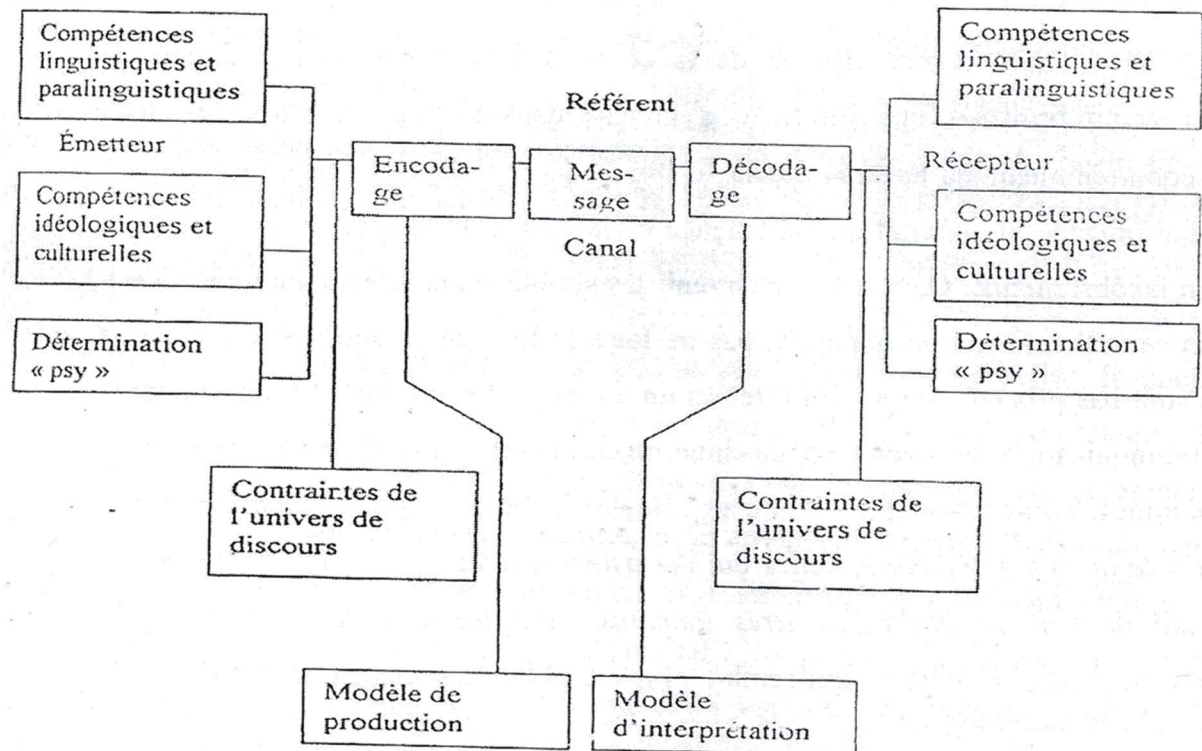 Compétences
linguistiques et
paralinguistiques
Émetteur
Compétences
idéologiques et
culturelles
Détermination
« psy »
Encoda-
ge
Référent
Mes-
sage
Canal
Décoda-
ge
Compétences
linguistiques et
paralinguistiques
Récepteur
Compétences
idéologiques et
culturelles
Détermination
« psy »
Contraintes de
l'univers de
discours
Contraintes de
l'univers de
discours
Modèle de
production
Modèle
d'interprétation